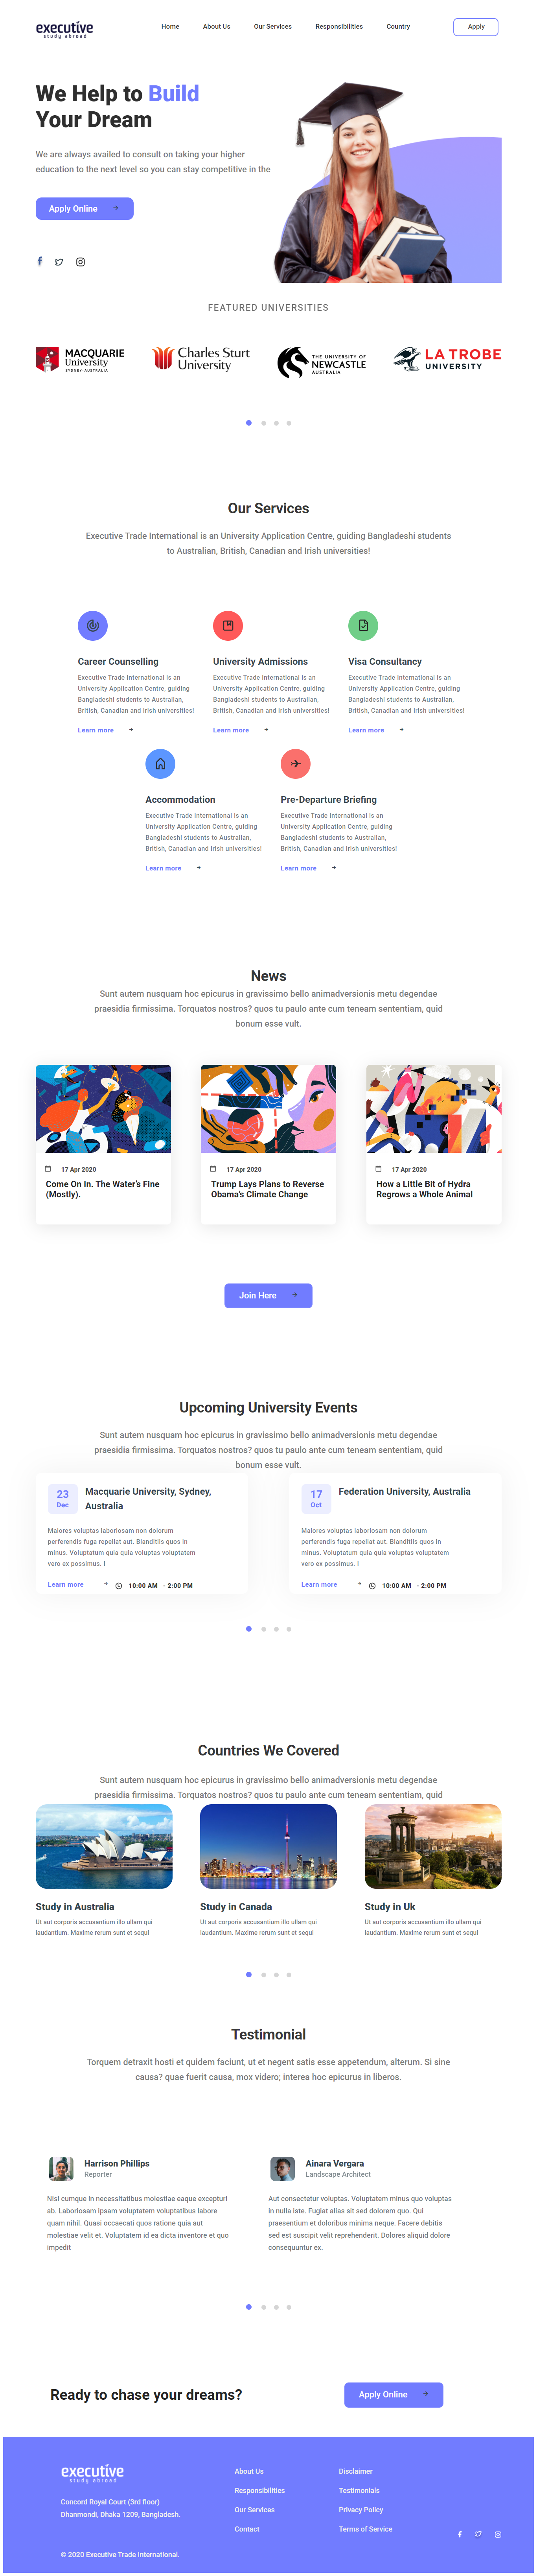 executive
study abroad
Home About Us Our Services Responsibilities Country Apply
We Help to Build
Your Dream
We are always availed to consult on taking your higher
education to the next level so you can stay competitive in the
Apply Online
FEATURED UNIVERSITIES
MACQUARIE
University
SYDNEY·AUSTRALIA
Charles Sturt
University
THE UNIVERSITY OF
NEWCASTLE
AUSTRALIA
LA TROBE
UNIVERSITY
Our Services
Executive Trade International is an University Application Centre, guiding Bangladeshi students
to Australian, British, Canadian and Irish universities!
Career Counselling
Executive Trade International is an
University Application Centre, guiding
Bangladeshi students to Australian,
British, Canadian and Irish universities!
Learn more
University Admissions
Executive Trade International is an
University Application Centre, guiding
Bangladeshi students to Australian,
British, Canadian and Irish universities!
Learn more
Visa Consultancy
Executive Trade International is an
University Application Centre, guiding
Bangladeshi students to Australian,
British, Canadian and Irish universities!
Learn more
Accommodation
Executive Trade International is an
University Application Centre, guiding
Bangladeshi students to Australian,
British, Canadian and Irish universities!
Learn more
Pre-Departure Briefing
Executive Trade International is an
University Application Centre, guiding
Bangladeshi students to Australian,
British, Canadian and Irish universities!
Learn more
News
Sunt autem nusquam hoc epicurus in gravissimo bello animadversionis metu degendae
praesidia firmissima. Torquatos nostros? quos tu paulo ante cum teneam sententiam, quid
bonum esse vult.
17 Apr 2020
Come On In. The Water's Fine
(Mostly).
17 Apr 2020
Trump Lays Plans to Reverse
Obama's Climate Change
17 Apr 2020
How a Little Bit of Hydra
Regrows a Whole Animal
Join Here
Upcoming University Events
Sunt autem nusquam hoc epicurus in gravissimo bello animadversionis metu degendae
praesidia firmissima. Torquatos nostros? quos tu paulo ante cum teneam sententiam, quid
bonum esse vult.
23
Dec
Macquarie University, Sydney,
Australia
Maiores voluptas laboriosam non dolorum
perferendis fuga repellat aut. Blanditiis quos in
minus. Voluptatum quia quia voluptas voluptatem
vero ex possimus. I
Learn more 10:00 AM - 2:00 PM
17
Oct
Federation University, Australia
Maiores voluptas laboriosam non dolorum
perferendis fuga repellat aut. Blanditiis quos in
minus. Voluptatum quia quia voluptas voluptatem
vero ex possimus. I
Learn more 10:00 AM - 2:00 PM
Countries We Covered
Sunt autem nusquam hoc epicurus in gravissimo bello animadversionis metu degendae
praesidia firmissima. Torquatos nostros? quos tu paulo ante cum teneam sententiam, quid
Study in Australia
Ut aut corporis accusantium illo ullam qui
laudantium. Maxime rerum sunt et sequi
Study in Canada
Ut aut corporis accusantium illo ullam qui
laudantium. Maxime rerum sunt et sequi
Study in Uk
Ut aut corporis accusantium illo ullam qui
laudantium. Maxime rerum sunt et sequi
Testimonial
Torquem detraxit hosti et quidem faciunt, ut et negent satis esse appetendum, alterum. Si sine
causa? quae fuerit causa, mox videro; interea hoc epicurus in liberos.
Harrison Phillips
Reporter
Nisi cumque in necessitatibus molestiae eaque excepturi
ab. Laboriosam ipsam voluptatem voluptatibus labore
quam nihil. Quasi occaecati quos ratione quia aut
molestiae velit et. Voluptatem id ea dicta inventore et quo
impedit
Ainara Vergara
Landscape Architect
Aut consectetur voluptas. Voluptatem minus quo voluptas
in nulla iste. Fugiat alias sit sed dolorem quo. Qui
praesentium et doloribus minima neque. Facere debitis
sed est suscipit velit reprehenderit. Dolores aliquid dolore
consequuntur ex.
Ready to chase your dreams?
Apply Online
executive
study abroad
Concord Royal Court (3rd floor)
Dhanmondi, Dhaka 1209, Bangladesh.
© 2020 Executive Trade International.
About Us
Responsibilities
Our Services
Contact
Disclaimer
Testimonials
Privacy Policy
Terms of Service